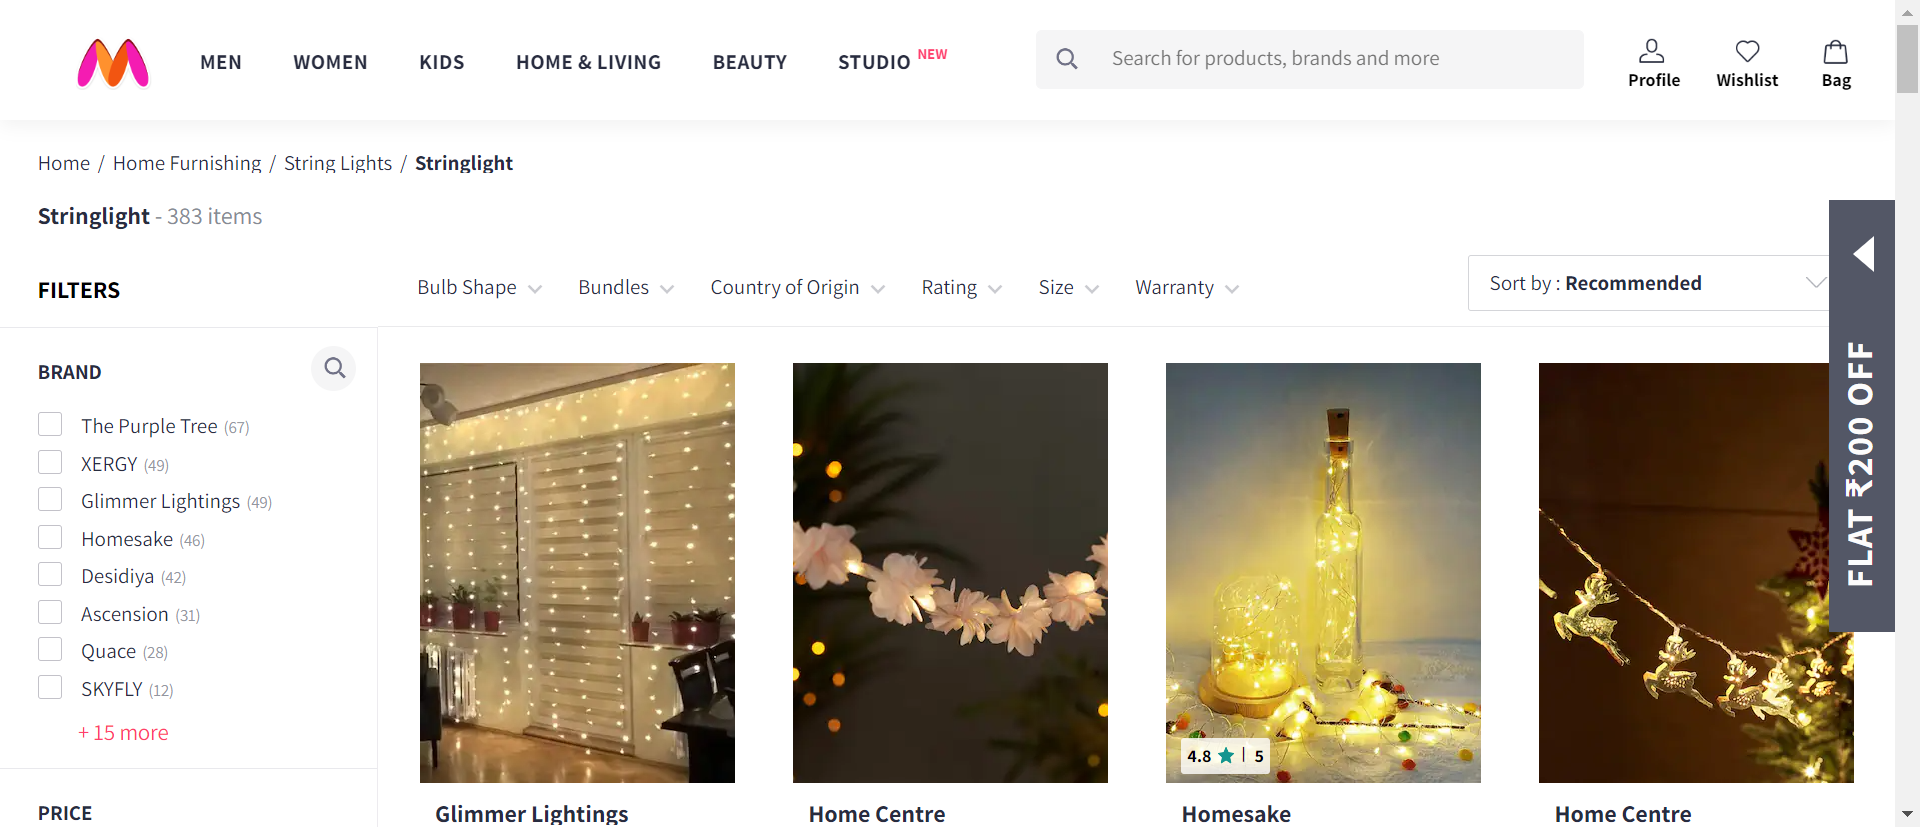 MEN
WOMEN
KIDS
HOME & LIVING
BEAUTY
STUDIO NEW
Search for products, brands and more
Profile
Wishlist
Bag
Home / Home Furnishing / String Lights / Stringlight
Stringlight - 383 items
FILTERS
Bulb Shape
Bundles
Country of Origin
Rating
Size
Warranty
Sort by : Recommended
FLAT ₹200 OFF
BRAND
The Purple Tree (67)
XERGY (49)
Glimmer Lightings (49)
Homesake (46)
Desidiya (42)
Ascension (31)
Quace (28)
SKYFLY (12)
+ 15 more
PRICE
4.8 ★ | 5
Glimmer Lightings
Home Centre
Homesake
Home Centre